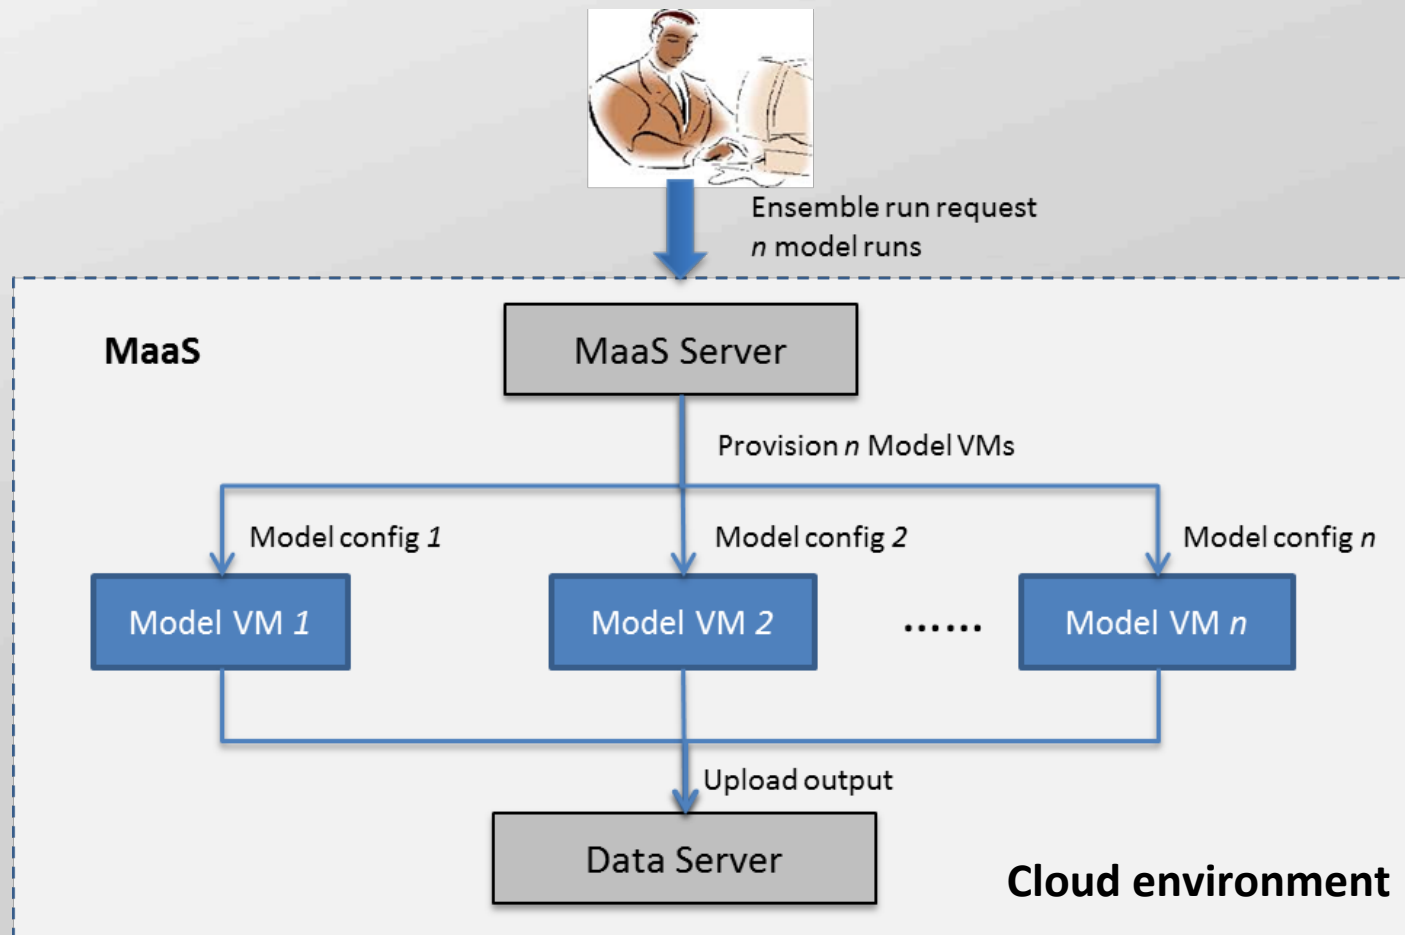 Ensemble run request
n model runs
MaaS
MaaS Server
Provision n Model VMs
Model config 1
Model config 2
Model config n
Model VM 1
Model VM 2
......
Model VM n
Upload output
Data Server
Cloud environment